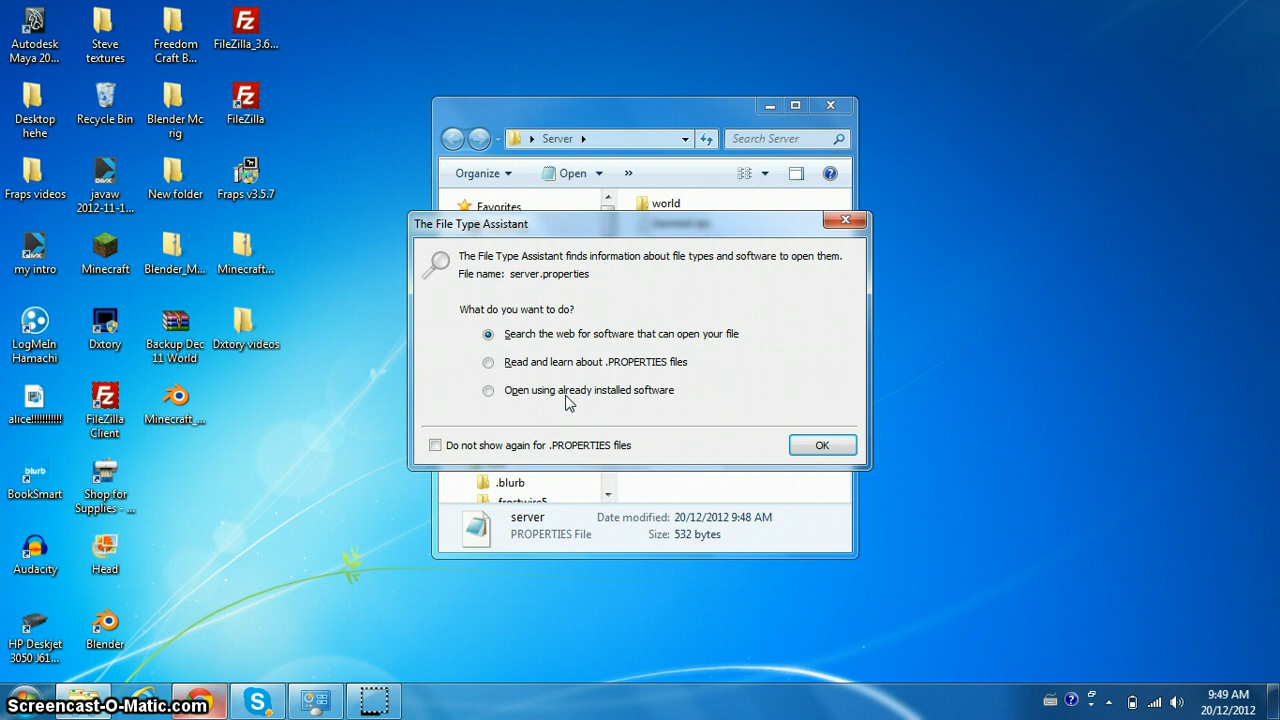 Autodesk
Maya 20...
Steve
textures
Freedom
Craft B...
FileZilla_3.6...
Desktop
hehe
Recycle Bin
Blender Mc
rig
FileZilla
Fraps videos
javaw
2012-11-1...
New folder
Fraps v3.5.7
my intro
Minecraft
Blender_M...
Minecraft...
LogMeIn
Hamachi
Dxtory
Backup Dec
11 World
Dxtory videos
alice!!!!!!!!!!!
FileZilla
Client
Minecraft_...
blurb
BookSmart
Shop for
Supplies - ...
Audacity
Head
HP Deskjet
3050 J61...
Blender
Server
Search Server
Organize
Open
»
Favorites
world
The File Type Assistant
The File Type Assistant finds information about file types and software to open them.
File name: server.properties
What do you want to do?
Search the web for software that can open your file
Read and learn about .PROPERTIES files
Open using already installed software
Do not show again for .PROPERTIES files
OK
.blurb
.frostwire5
server
Date modified: 20/12/2012 9:48 AM
PROPERTIES File
Size: 532 bytes
Screencast-O-Matic.com
9:49 AM
20/12/2012